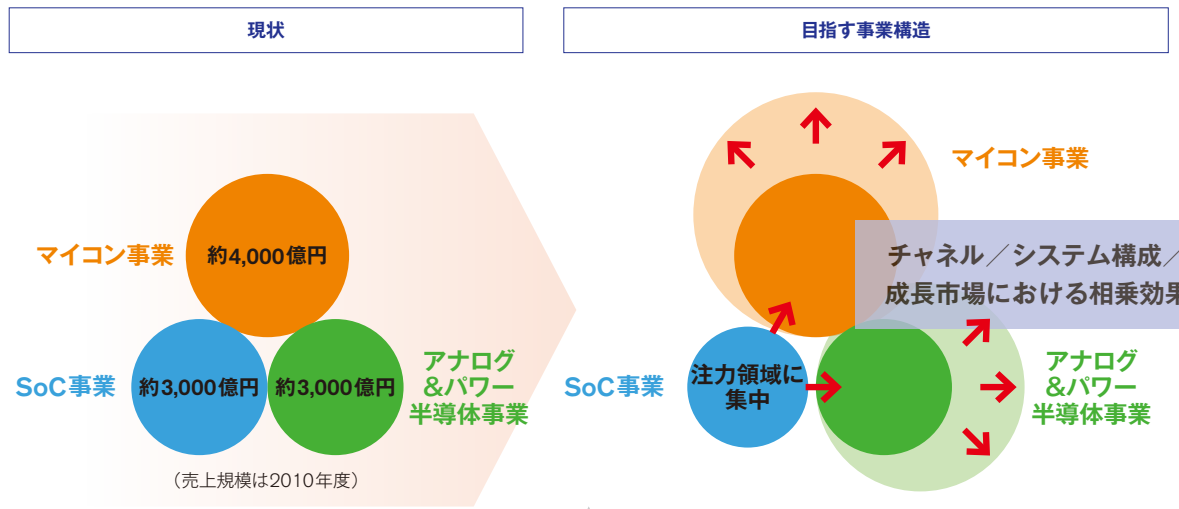 現状
目指す事業構造
マイコン事業
約4,000億円
SoC事業
約3,000億円
約3,000億円
アナログ
&パワー
半導体事業
(売上規模は2010年度)
マイコン事業
チャネル／システム構成／
成長市場における相乗効果
SoC事業
注力領域に
集中
アナログ
&パワー
半導体事業